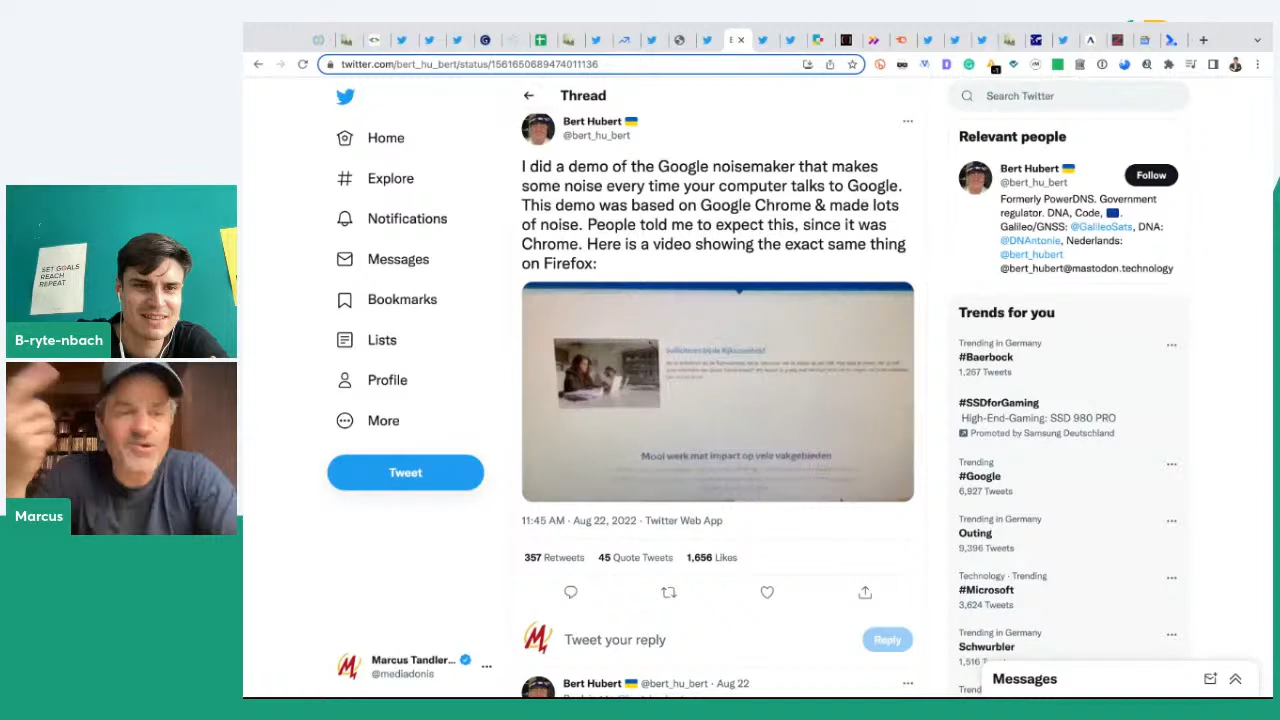 twitter.com/bert_hu_bert/status/1561650689474011136
SET GOALS
REACH
REPEAT
B-ryte-nbach
Marcus
Home
Explore
Notifications
Messages
Bookmarks
Lists
Profile
More
Tweet
Marcus Tandler...
@mediadonis
Thread
Bert Hubert
@bert_hu_bert
I did a demo of the Google noisemaker that makes
some noise every time your computer talks to Google.
This demo was based on Google Chrome & made lots
of noise. People told me to expect this, since it was
Chrome. Here is a video showing the exact same thing
on Firefox:
Solliciteren bij de Rijksoverheid
Mooi werk met impact op vele vakgebieden
11:45 AM · Aug 22, 2022 · Twitter Web App
357 Retweets 45 Quote Tweets 1,656 Likes
Tweet your reply
Reply
Bert Hubert @bert_hu_bert · Aug 22
Search Twitter
Relevant people
Bert Hubert
@bert_hu_bert
Follow
Formerly PowerDNS. Government
regulator. DNA, Code, .
Galileo/GNSS: @GalileoSats, DNA:
@DNAntonie, Nederlands:
@bert_hubert
@bert_hubert@mastodon.technology
Trends for you
Trending in Germany
#Baerbock
1,267 Tweets
#SSDforGaming
High-End-Gaming: SSD 980 PRO
Promoted by Samsung Deutschland
Trending
#Google
6,927 Tweets
Trending in Germany
Outing
9,396 Tweets
Technology · Trending
#Microsoft
3,624 Tweets
Trending in Germany
Schwurbler
1,516
Trend
Messages